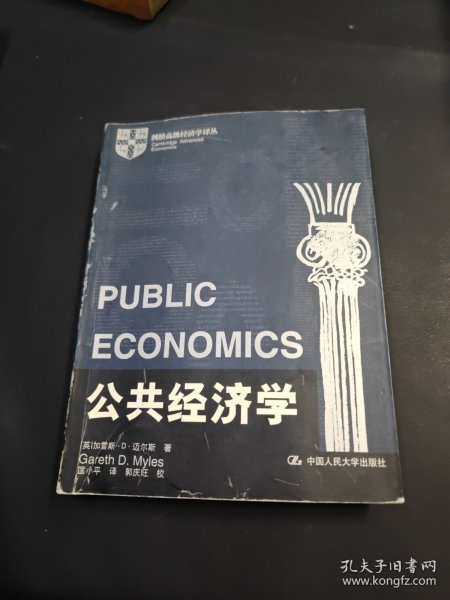 剑桥高级经济学译丛
Cambridge Advanced
Economics
PUBLIC
ECONOMICS
公共经济学
[英]加雷斯·D·迈尔斯 著
Gareth D. Myles
匡小平 译 郭庆旺 校
中国人民大学出版社
孔夫子旧书网
www.kongfz.com